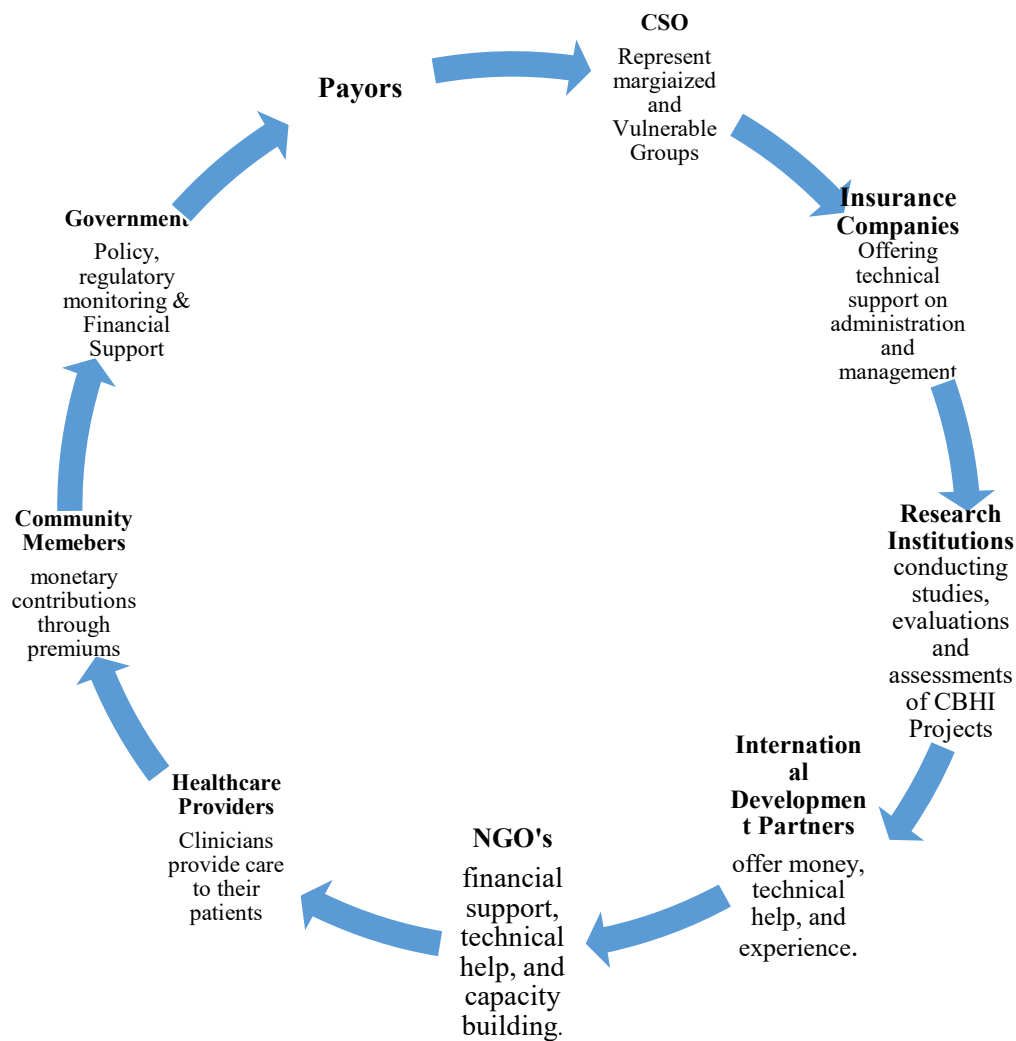 Payors
CSO
Represent
margiaized
and
Vulnerable
Groups
Insurance
Companies
Offering
technical
support on
administration
and
management
Research
Institutions
conducting
studies,
evaluations
and
assessments
of CBHI
Projects
Internation
al
Developmen
t Partners
offer money,
technical
help, and
experience.
NGO's
financial
support,
technical
help, and
capacity
building.
Healthcare
Providers
Clinicians
provide care
to their
patients
Community
Memebers
monetary
contributions
through
premiums
Government
Policy,
regulatory
monitoring &
Financial
Support